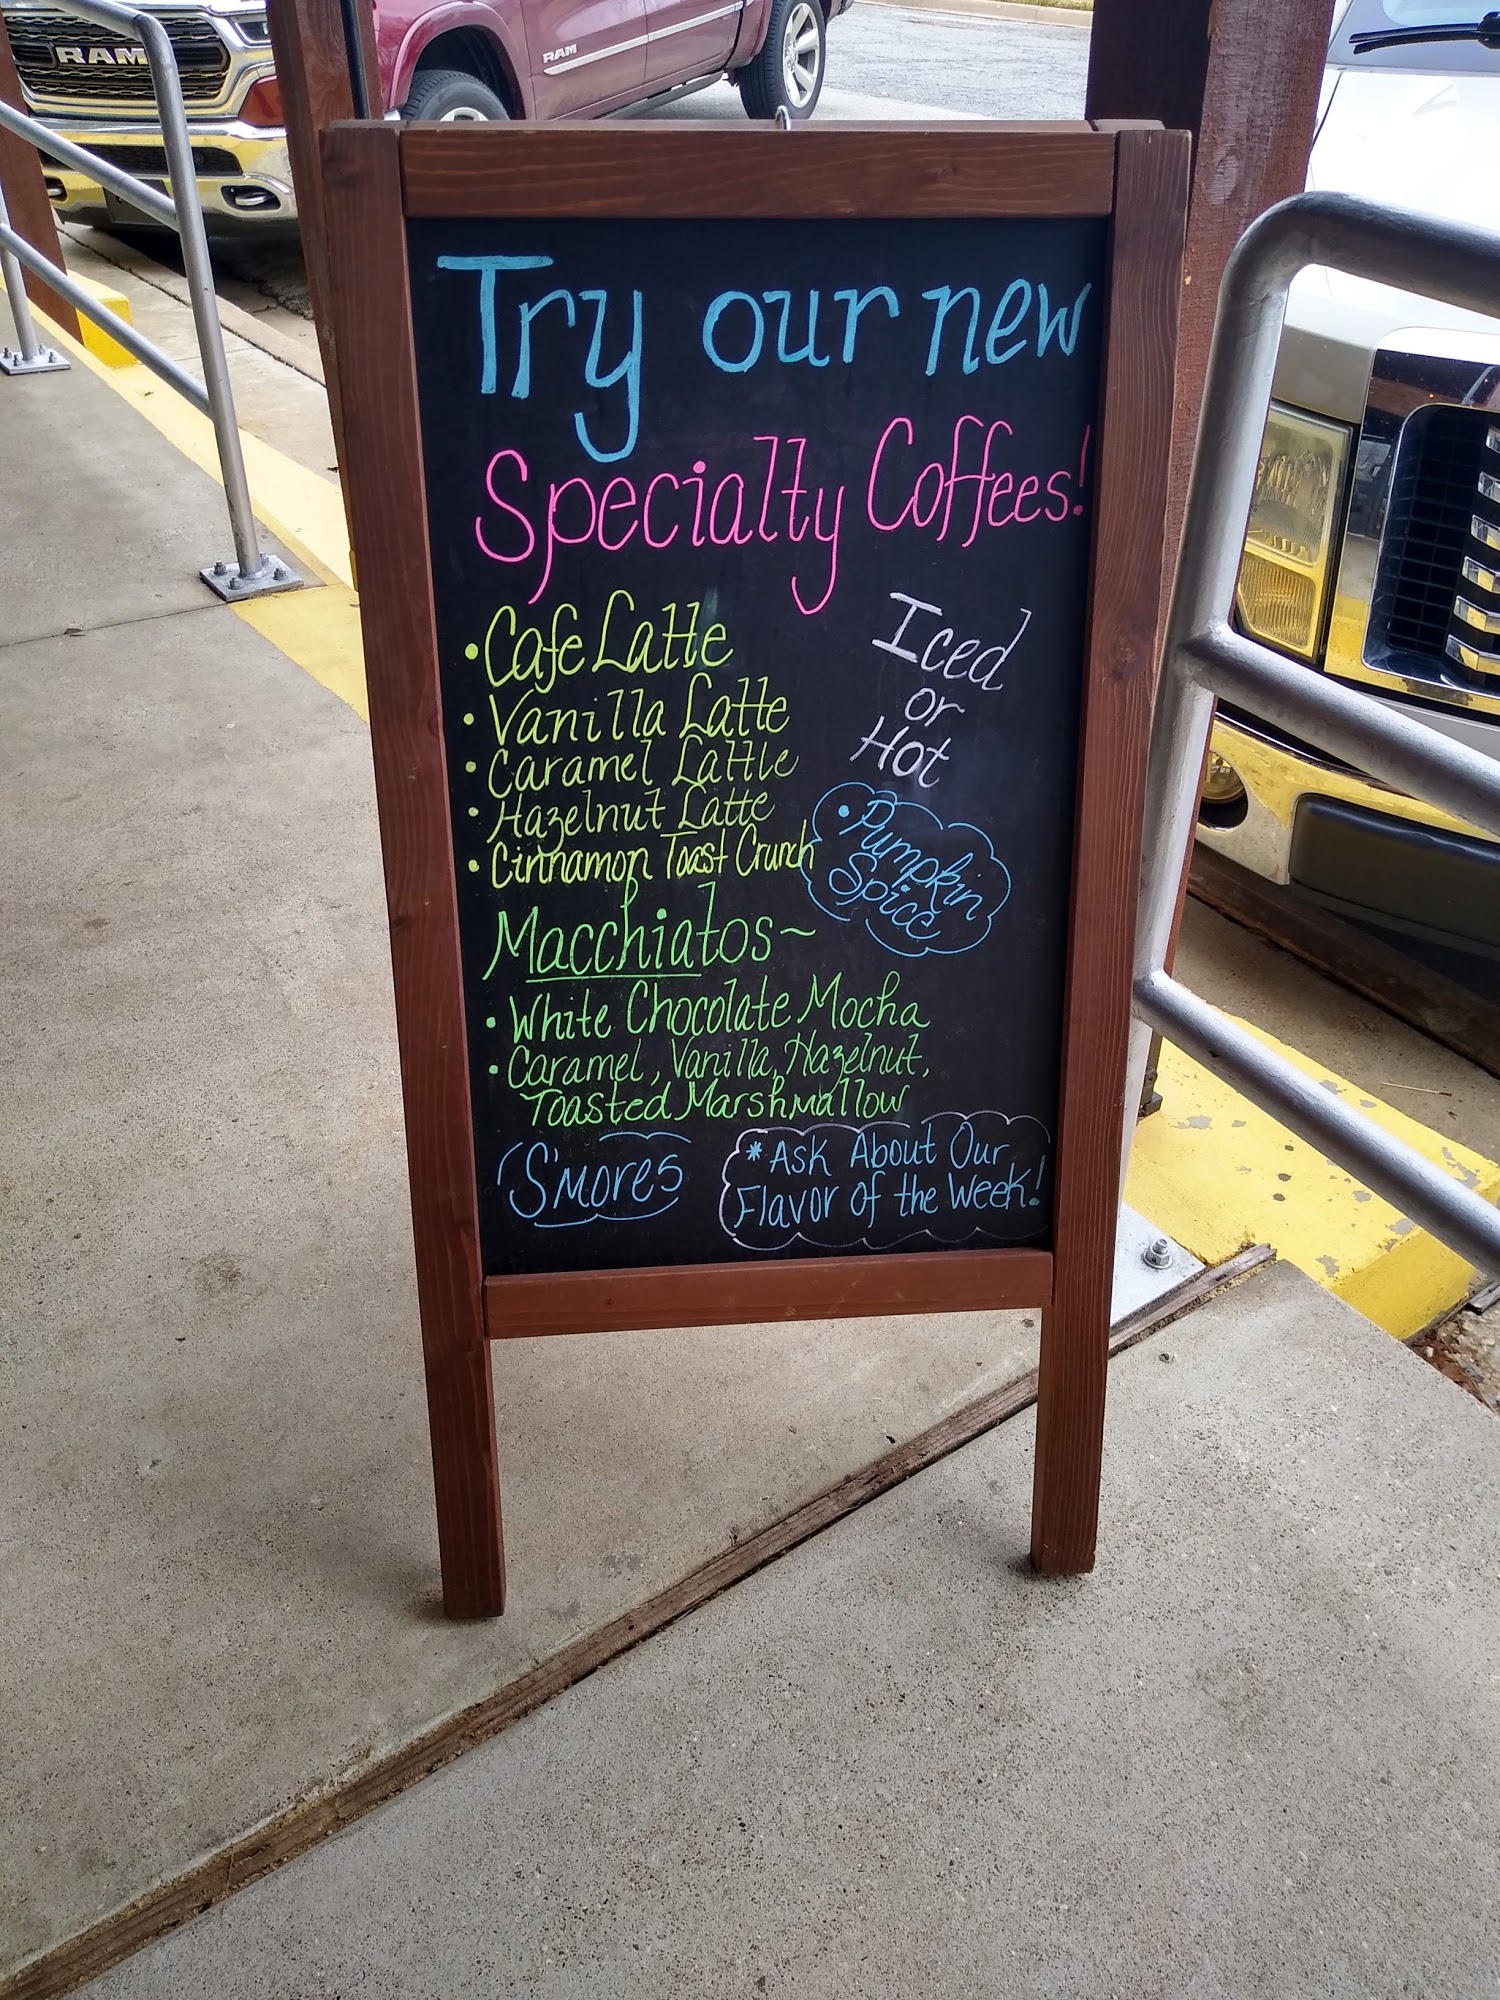 RAM
RAM
Try our new
Specialty Coffees!
• Cafe Latte
• Vanilla Latte
• Caramel Lattle
• Hazelnut Latte
• Cinnamon Toast Crunch
Iced
or
Hot
• Pumpkin
Spice
Macchiatos~
• White Chocolate Mocha
• Caramel, Vanilla, Hazelnut,
Toasted Marshmallow
S'mores
*Ask About Our
Flavor of the Week!